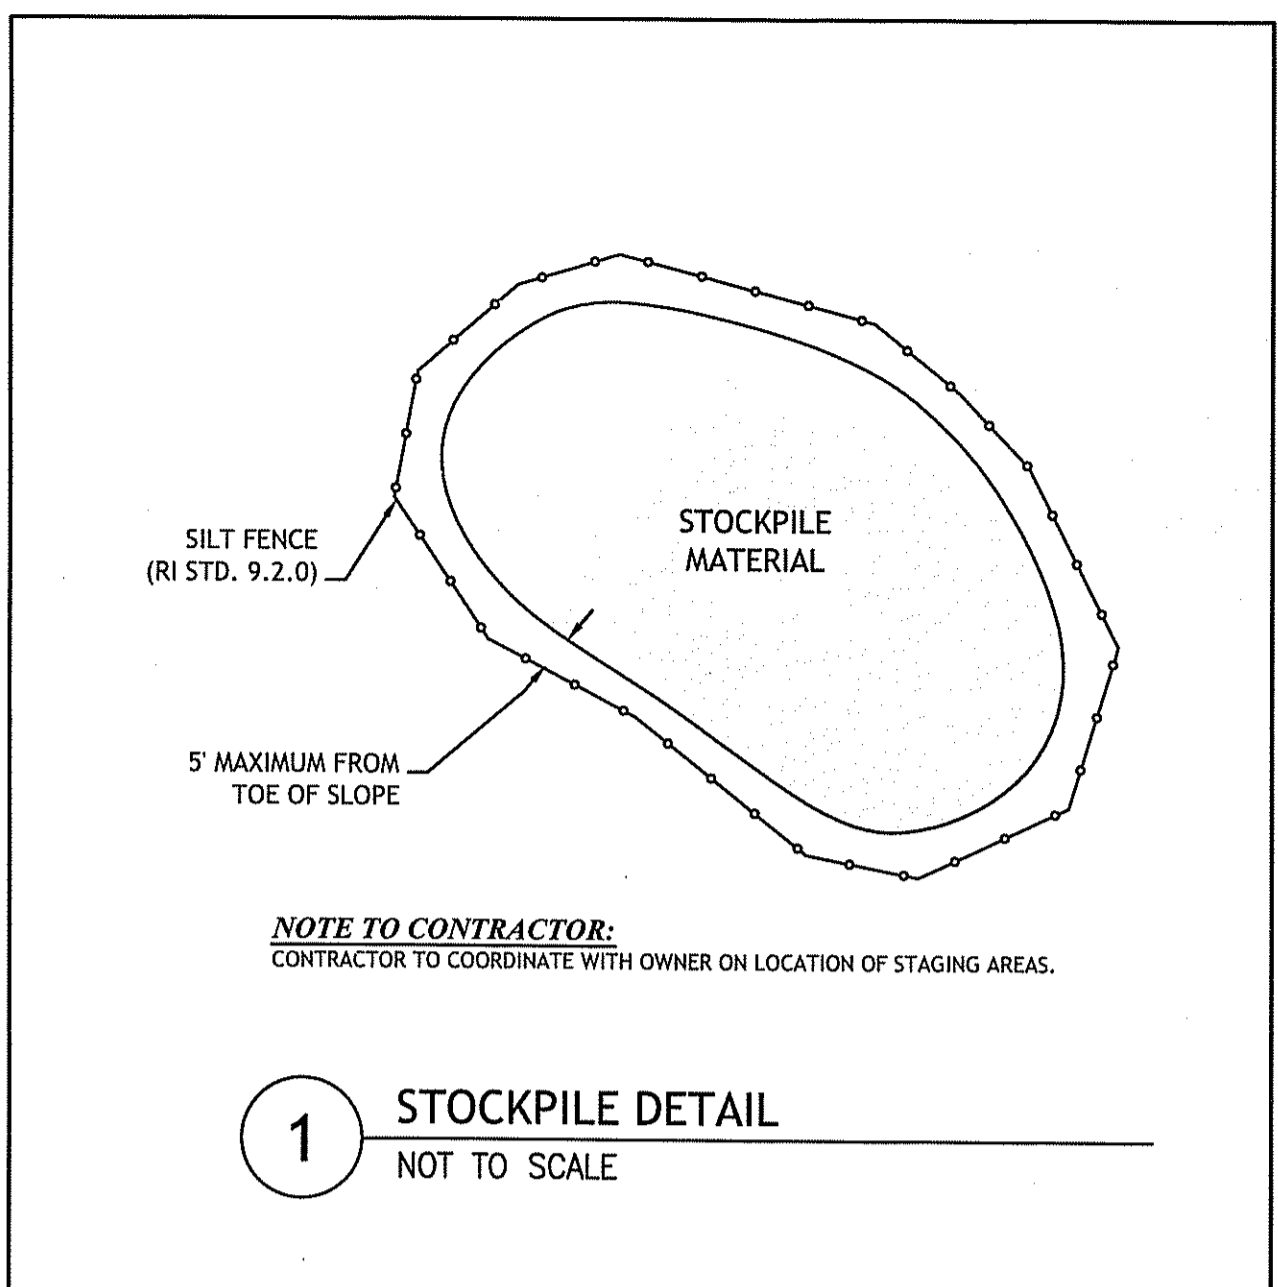 STOCKPILE
MATERIAL
SILT FENCE
(RI STD. 9.2.0)
5' MAXIMUM FROM
TOE OF SLOPE
NOTE TO CONTRACTOR:
CONTRACTOR TO COORDINATE WITH OWNER ON LOCATION OF STAGING AREAS.
1
STOCKPILE DETAIL
NOT TO SCALE